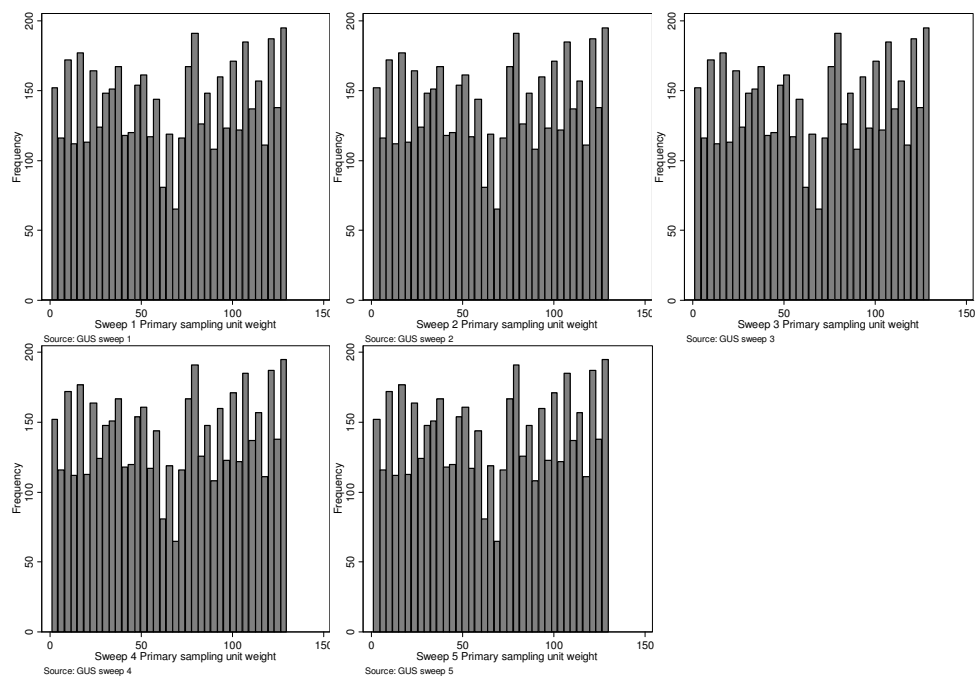 200
150
Frequency
100
50
0
0 50 100 150
Sweep 1 Primary sampling unit weight
Source: GUS sweep 1
200
150
Frequency
100
50
0
0 50 100 150
Sweep 2 Primary sampling unit weight
Source: GUS sweep 2
200
150
Frequency
100
50
0
0 50 100 150
Sweep 3 Primary sampling unit weight
Source: GUS sweep 3
200
150
Frequency
100
50
0
0 50 100 150
Sweep 4 Primary sampling unit weight
Source: GUS sweep 4
200
150
Frequency
100
50
0
0 50 100 150
Sweep 5 Primary sampling unit weight
Source: GUS sweep 5